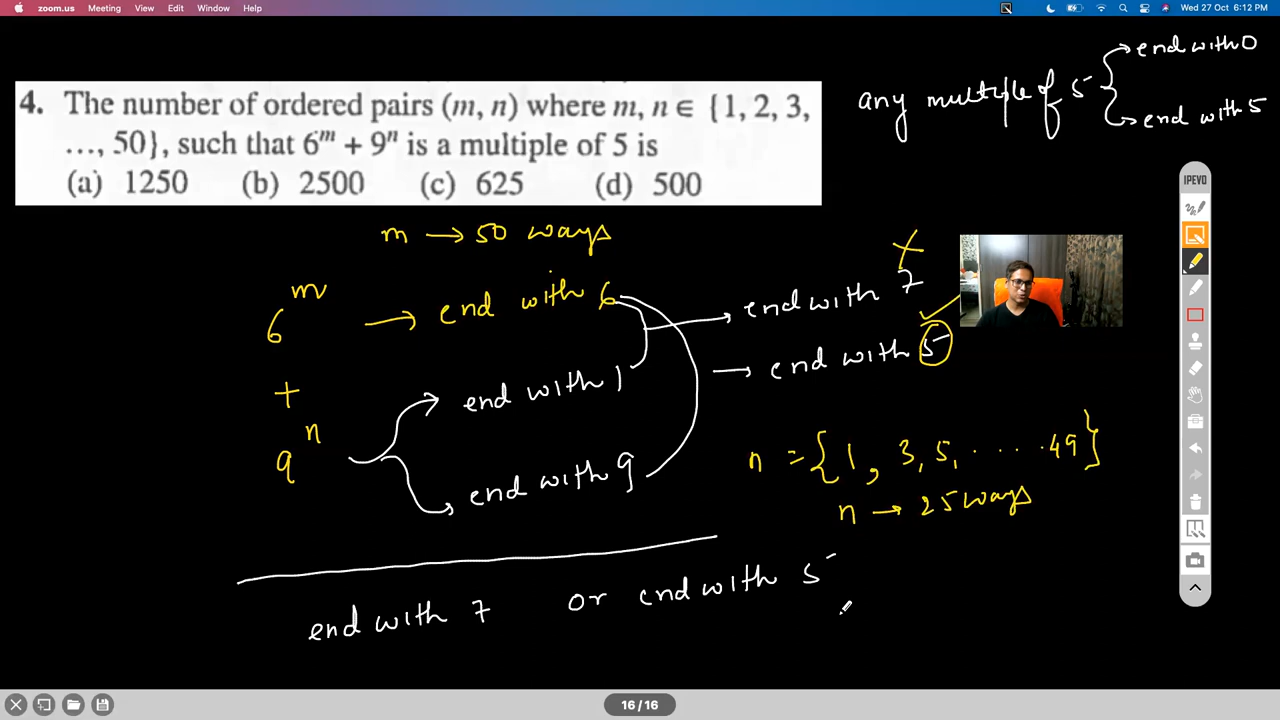 zoom.us Meeting View Edit Window Help Wed 27 Oct 6:12 PM
any multiple of 5
end with 0
end with 5
4. The number of ordered pairs (m, n) where m, n ∈ {1, 2, 3,
..., 50}, such that 6ᵐ + 9ⁿ is a multiple of 5 is
(a) 1250 (b) 2500 (c) 625 (d) 500
IPEVO
m → 50 ways
6ᵐ → end with 6
+
9ⁿ
end with 1
end with 9
end with 7 ✗
→ end with 5 ✓
n = {1, 3, 5, ..... 49}
n → 25 ways
end with 7 or end with 5
16 / 16